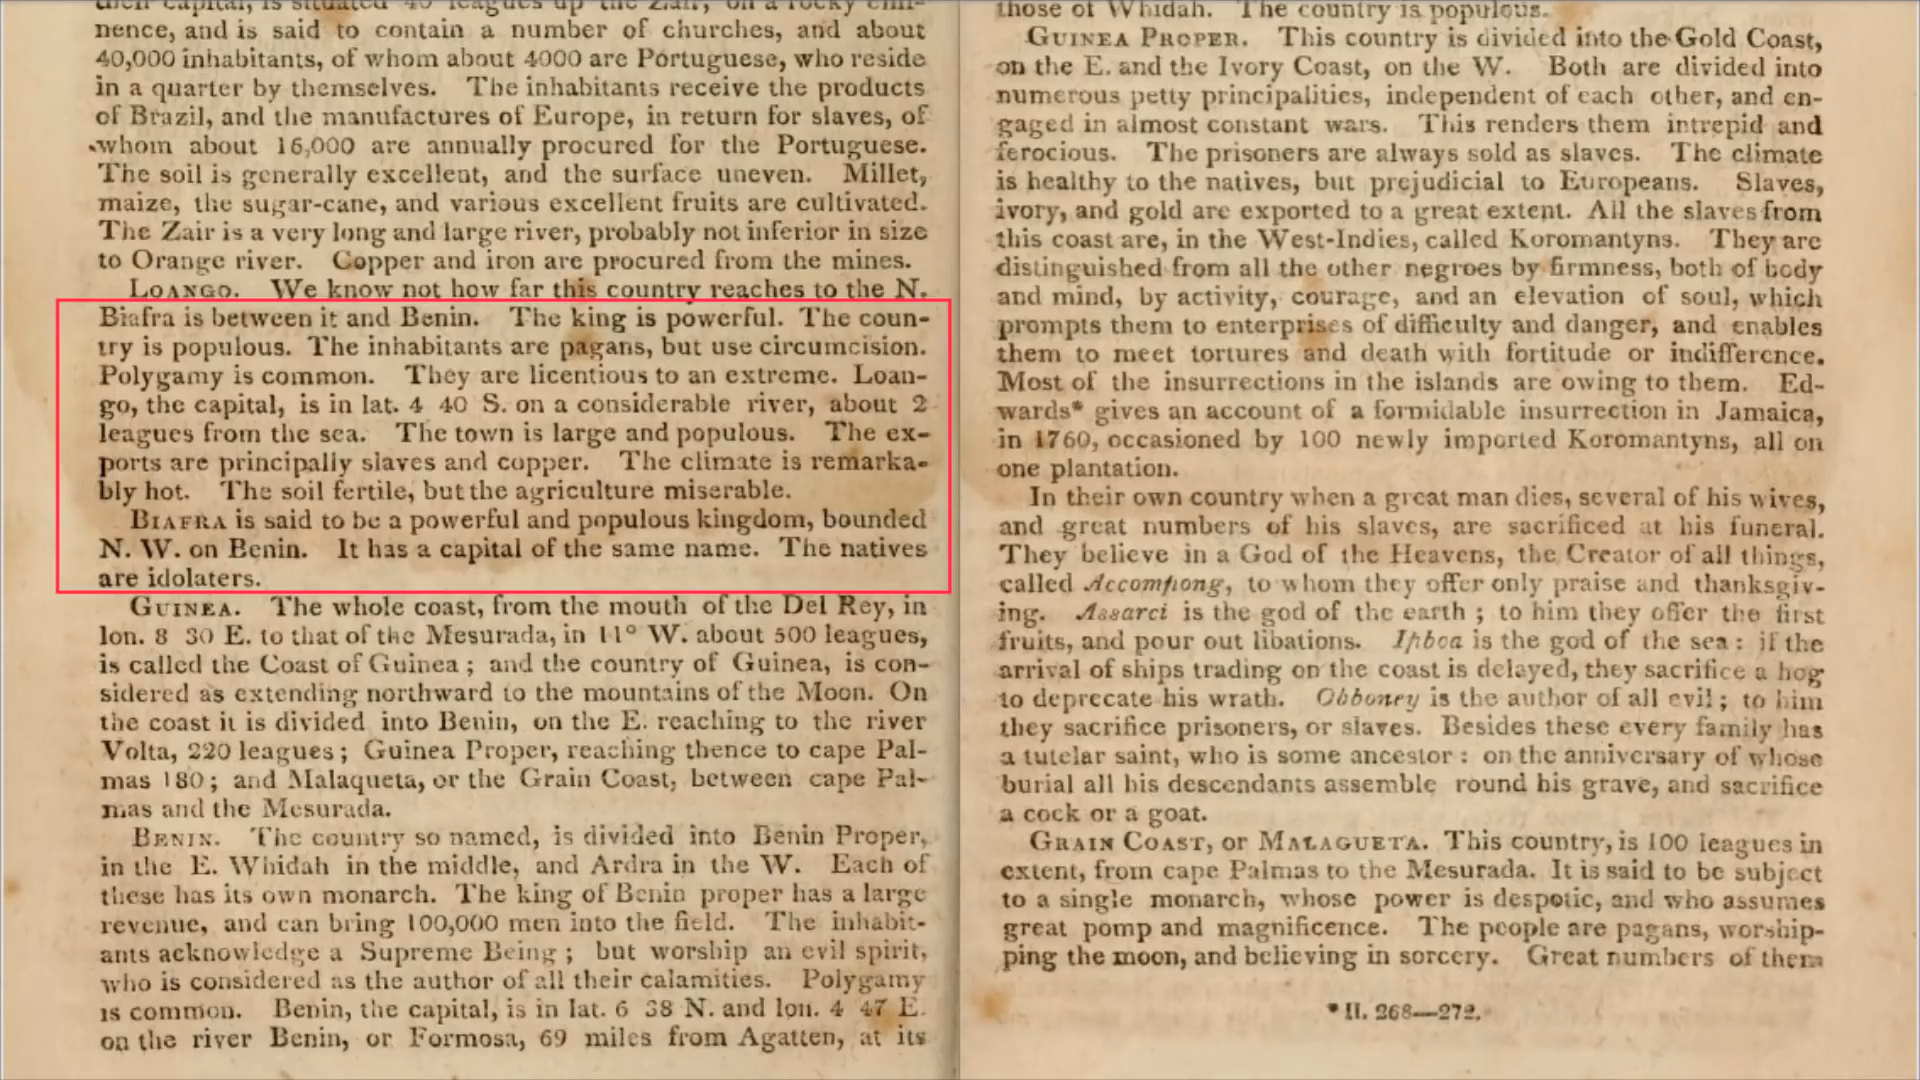 their Capital, is situated 40 leagues up the Zair, on a rocky emi-
nence, and is said to contain a number of churches, and about
40,000 inhabitants, of whom about 4000 are Portuguese, who reside
in a quarter by themselves. The inhabitants receive the products
of Brazil, and the manufactures of Europe, in return for slaves, of
whom about 16,000 are annually procured for the Portuguese.
The soil is generally excellent, and the surface uneven. Millet,
maize, the sugar-cane, and various excellent fruits are cultivated.
The Zair is a very long and large river, probably not inferior in size
to Orange river. Copper and iron are procured from the mines.
LOANGO. We know not how far this country reaches to the N.
Biafra is between it and Benin. The king is powerful. The coun-
try is populous. The inhabitants are pagans, but use circumcision.
Polygamy is common. They are licentious to an extreme. Loan-
go, the capital, is in lat. 4 40 S. on a considerable river, about 2
leagues from the sea. The town is large and populous. The ex-
ports are principally slaves and copper. The climate is remarka-
bly hot. The soil fertile, but the agriculture miserable.
BIAFRA is said to be a powerful and populous kingdom, bounded
N. W. on Benin. It has a capital of the same name. The natives
are idolaters.
GUINEA. The whole coast, from the mouth of the Del Rey, in
lon. 8 30 E. to that of the Mesurada, in 11° W. about 500 leagues,
is called the Coast of Guinea; and the country of Guinea, is con-
sidered as extending northward to the mountains of the Moon. On
the coast it is divided into Benin, on the E. reaching to the river
Volta, 220 leagues; Guinea Proper, reaching thence to cape Pal-
mas 180; and Malaqueta, or the Grain Coast, between cape Pal-
mas and the Mesurada.
BENIN. The country so named, is divided into Benin Proper,
in the E. Whidah in the middle, and Ardra in the W. Each of
these has its own monarch. The king of Benin proper has a large
revenue, and can bring 100,000 men into the field. The inhabit-
ants acknowledge a Supreme Being; but worship an evil spirit,
who is considered as the author of all their calamities. Polygamy
is common. Benin, the capital, is in lat. 6 38 N. and lon. 4 47 E.
on the river Benin, or Formosa, 69 miles from Agatten, at its
those of Whidah. The country is populous.
GUINEA PROPER. This country is divided into the Gold Coast,
on the E. and the Ivory Coast, on the W. Both are divided into
numerous petty principalities, independent of each other, and en-
gaged in almost constant wars. This renders them intrepid and
ferocious. The prisoners are always sold as slaves. The climate
is healthy to the natives, but prejudicial to Europeans. Slaves,
ivory, and gold are exported to a great extent. All the slaves from
this coast are, in the West-Indies, called Koromantyns. They are
distinguished from all the other negroes by firmness, both of body
and mind, by activity, courage, and an elevation of soul, which
prompts them to enterprises of difficulty and danger, and enables
them to meet tortures and death with fortitude or indifference.
Most of the insurrections in the islands are owing to them. Ed-
wards* gives an account of a formidable insurrection in Jamaica,
in 1760, occasioned by 100 newly imported Koromantyns, all on
one plantation.
In their own country when a great man dies, several of his wives,
and great numbers of his slaves, are sacrificed at his funeral.
They believe in a God of the Heavens, the Creator of all things,
called Accompong, to whom they offer only praise and thanksgiv-
ing. Assarci is the god of the earth; to him they offer the first
fruits, and pour out libations. Ipboa is the god of the sea: if the
arrival of ships trading on the coast is delayed, they sacrifice a hog
to deprecate his wrath. Obboney is the author of all evil; to him
they sacrifice prisoners, or slaves. Besides these every family has
a tutelar saint, who is some ancestor: on the anniversary of whose
burial all his descendants assemble round his grave, and sacrifice
a cock or a goat.
GRAIN COAST, or MALAGUETA. This country, is 100 leagues in
extent, from cape Palmas to the Mesurada. It is said to be subject
to a single monarch, whose power is despotic, and who assumes
great pomp and magnificence. The people are pagans, worship-
ping the moon, and believing in sorcery. Great numbers of them
* II. 268—272.